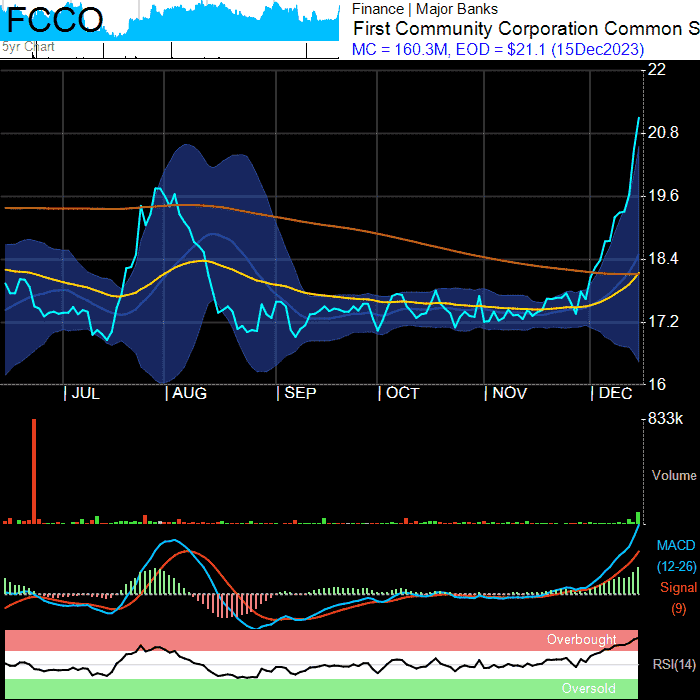 FCCO
5yr Chart
Finance | Major Banks
First Community Corporation Common S
MC = 160.3M, EOD = $21.1 (15Dec2023)
22
20.8
19.6
18.4
17.2
16
| JUL
| AUG
| SEP
| OCT
| NOV
| DEC
833k
Volume
MACD
(12-26)
Signal
(9)
Overbought
RSI(14)
Oversold